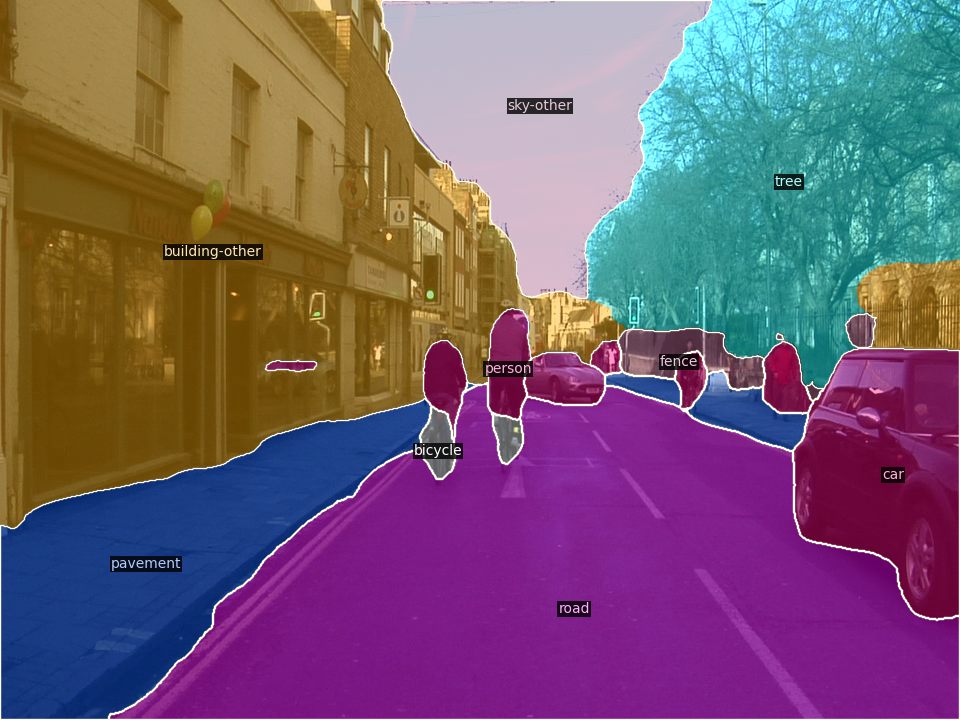 sky-other
tree
building-other
person
fence
bicycle
car
pavement
road